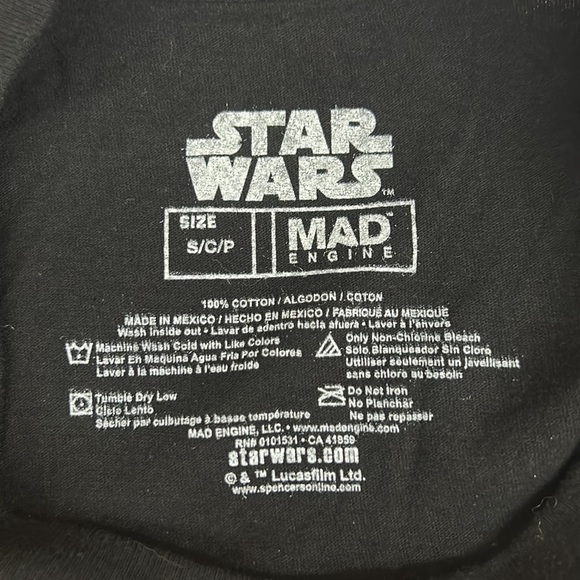 STAR
WARS™
SIZE
S/C/P
MAD™
ENGINE
100% COTTON / ALGODON / COTON
MADE IN MEXICO / HECHO EN MEXICO / FABRIQUÉ AU MEXIQUE
Wash inside out • Lavar de adentro hacia afuera • Laver à l'envers
Machine Wash Cold with Like Colors
Lavar En Maquina Agua Fria Por Colores
Laver à la machine à l'eau froide
Only Non-Chlorine Bleach
Solo Blanqueador Sin Cloro
Utiliser seulement un javellisant
sans chlore au besoin
Tumble Dry Low
Ciclo Lento
Sécher par culbutage à basse température
Do Not Iron
No Planchar
Ne pas repasser
MAD ENGINE, LLC. • www.madengine.com
RN# 0101531 • CA 41859
starwars.com
© & ™ Lucasfilm Ltd.
www.spencersonline.com